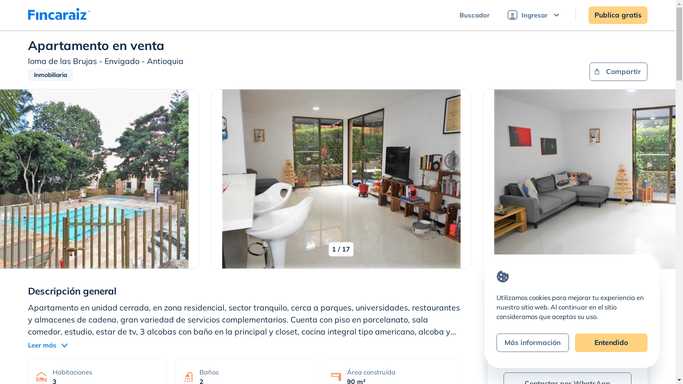 Fincaraiz
Buscador
Ingresar
Publica gratis
Apartamento en venta
loma de las Brujas - Envigado - Antioquia
Inmobiliaria
Compartir
1 / 17
Descripción general
Apartamento en unidad cerrada, en zona residencial, sector tranquilo, cerca a parques, universidades, restaurantes
y almacenes de cadena, gran variedad de servicios complementarios. Cuenta con piso en porcelanato, sala
comedor, estudio, estar de tv, 3 alcobas con baño en la principal y closet, cocina integral tipo americano, alcoba y...
Leer más
Habitaciones
3
Baños
2
Área construida
90 m²
Utilizamos cookies para mejorar tu experiencia en
nuestro sitio web. Al continuar en el sitio
consideramos que aceptas su uso.
Más información
Entendido
Contactar por WhatsApp